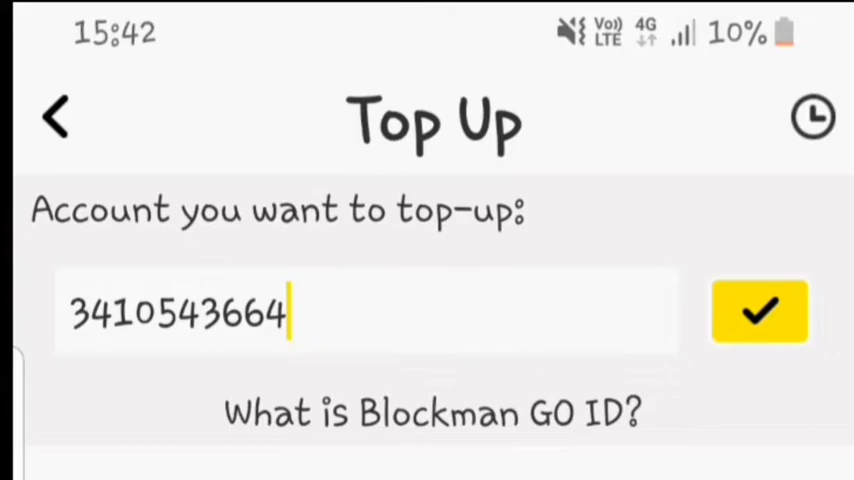 15:42 Vo)) LTE 4G 10%
Top Up
Account you want to top-up:
3410543664
What is Blockman GO ID?